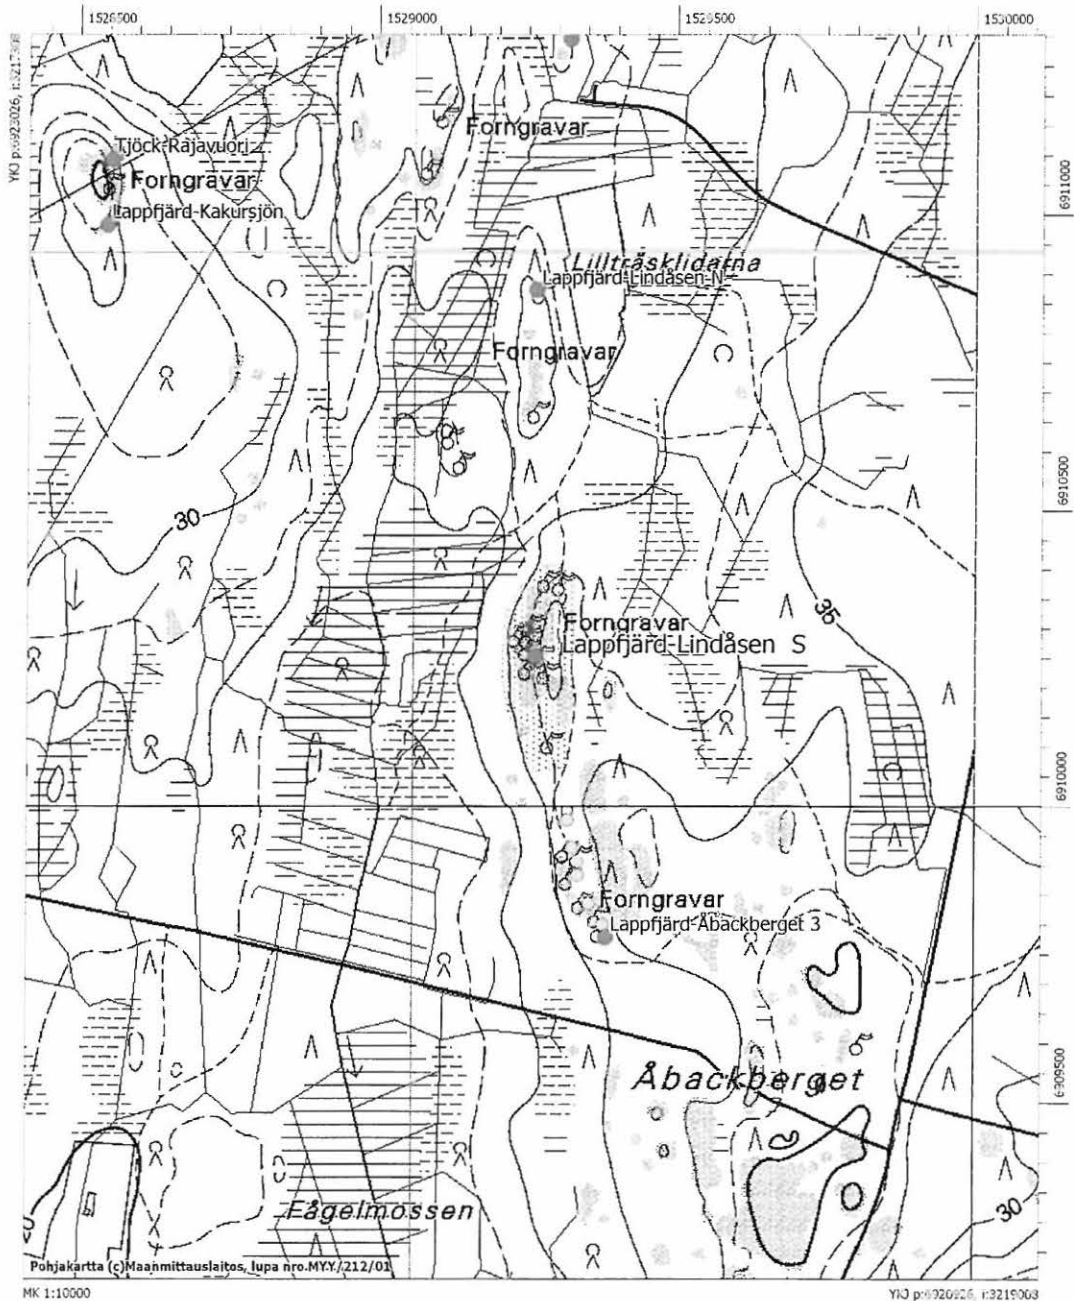 1528500
1529000
1529500
1530000
Forngravar
Tjöck-Rajavuori
Forngravar
Lappfjärd-Kakursjön
6911000
Lillträsklidarna
Lappfjärd-Lindåsen-N
Forngravar
6910500
30
35
Forngravar
Lappfjärd-Lindåsen S
6910000
Forngravar
Lappfjärd-Åbackberget 3
6909500
Åbackberget
Fågelmossen
30
Pohjakartta (c)Maanmittauslaitos, lupa nro.MYY/212/01
MK 1:10000